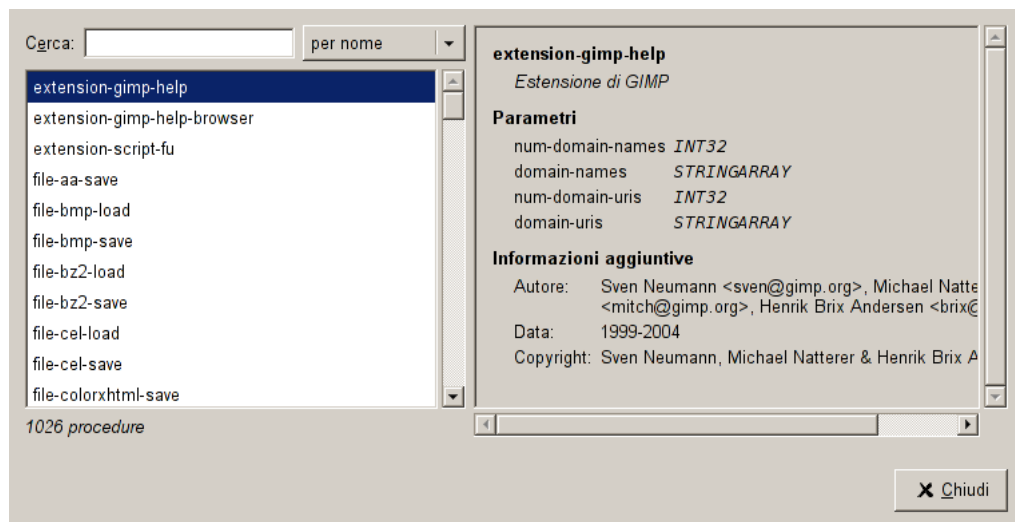 Cerca: per nome
extension-gimp-help
extension-gimp-help-browser
extension-script-fu
file-aa-save
file-bmp-load
file-bmp-save
file-bz2-load
file-bz2-save
file-cel-load
file-cel-save
file-colorxhtml-save
1026 procedure
extension-gimp-help
Estensione di GIMP
Parametri
num-domain-names INT32
domain-names STRINGARRAY
num-domain-uris INT32
domain-uris STRINGARRAY
Informazioni aggiuntive
Autore: Sven Neumann <sven@gimp.org>, Michael Natte
<mitch@gimp.org>, Henrik Brix Andersen <brix@
Data: 1999-2004
Copyright: Sven Neumann, Michael Natterer & Henrik Brix A
Chiudi